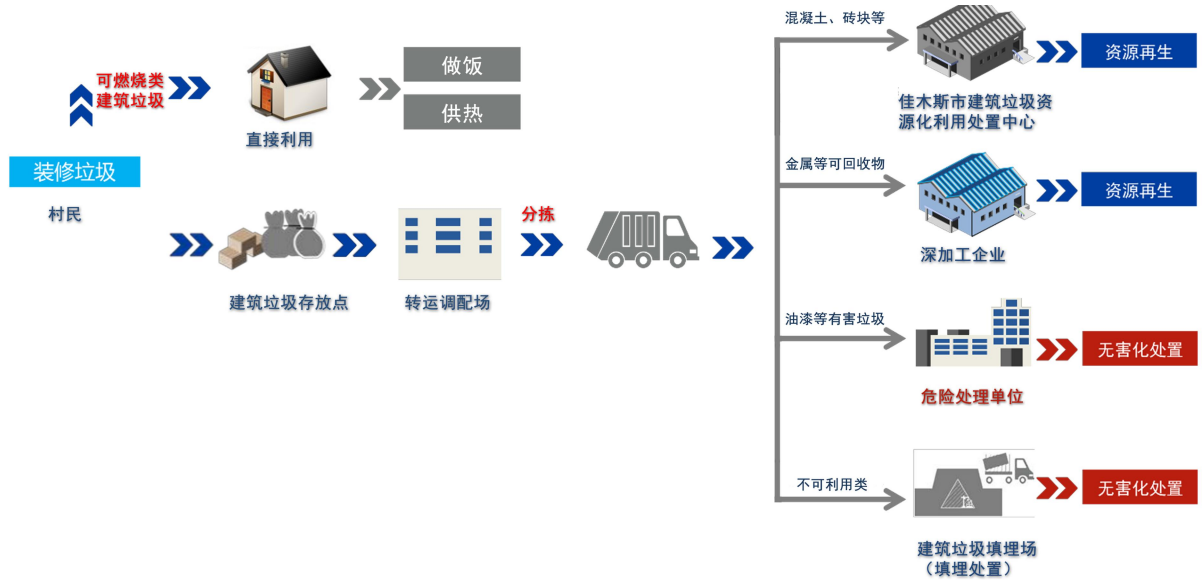 可燃烧类
建筑垃圾
直接利用
做饭
供热
装修垃圾
村民
建筑垃圾存放点
转运调配场
分拣
混凝土、砖块等
佳木斯市建筑垃圾资
源化利用处置中心
资源再生
金属等可回收物
深加工企业
资源再生
油漆等有害垃圾
危险处理单位
无害化处置
不可利用类
建筑垃圾填埋场
（填埋处置）
无害化处置